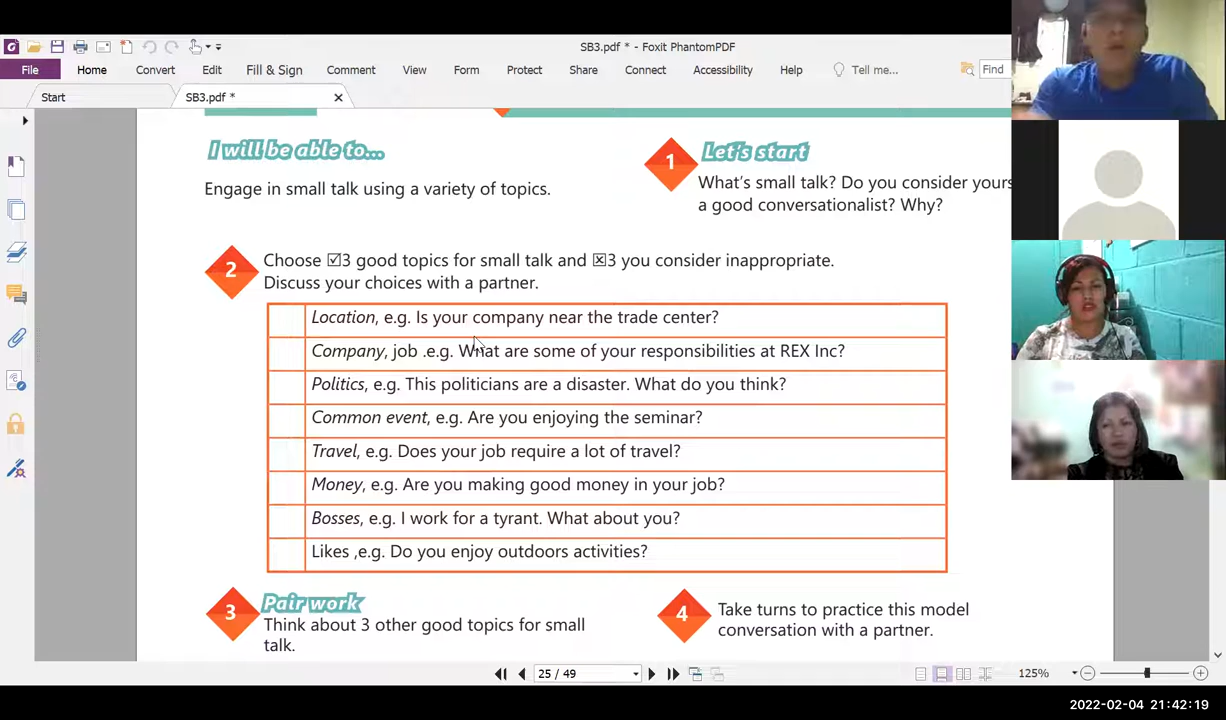 SB3.pdf * - Foxit PhantomPDF
File Home Convert Edit Fill & Sign Comment View Form Protect Share Connect Accessibility Help Tell me... Find
Start SB3.pdf *
I will be able to...
Engage in small talk using a variety of topics.
1 Let's start
What's small talk? Do you consider yours
a good conversationalist? Why?
2 Choose ☑3 good topics for small talk and ☒3 you consider inappropriate.
Discuss your choices with a partner.
Location, e.g. Is your company near the trade center?
Company, job .e.g. What are some of your responsibilities at REX Inc?
Politics, e.g. This politicians are a disaster. What do you think?
Common event, e.g. Are you enjoying the seminar?
Travel, e.g. Does your job require a lot of travel?
Money, e.g. Are you making good money in your job?
Bosses, e.g. I work for a tyrant. What about you?
Likes ,e.g. Do you enjoy outdoors activities?
3 Pair work
Think about 3 other good topics for small
talk.
4 Take turns to practice this model
conversation with a partner.
25 / 49
125%
2022-02-04 21:42:19